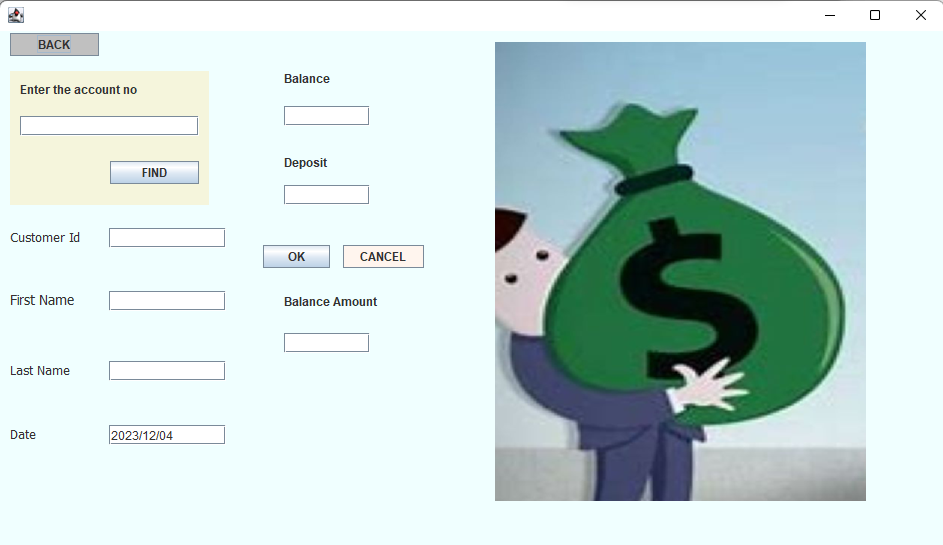 BACK
Enter the account no
FIND
Customer Id
First Name
Last Name
Date
2023/12/04
Balance
Deposit
OK
CANCEL
Balance Amount
$